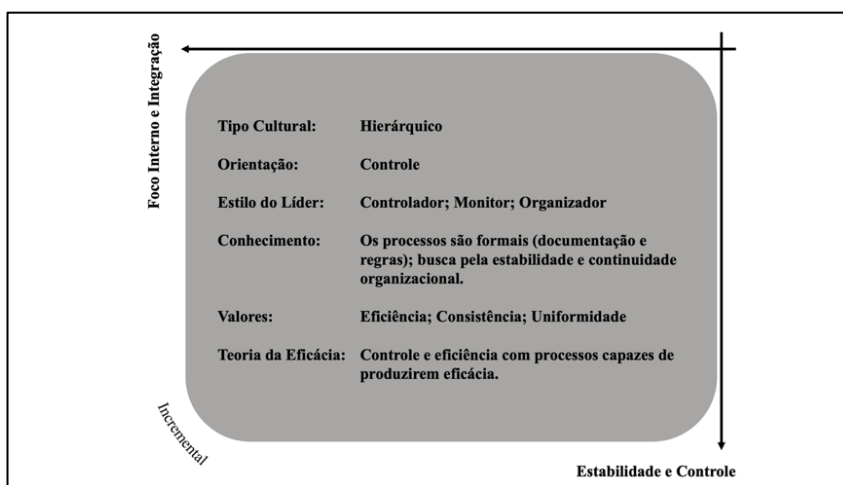 Foco Interno e Integração
Tipo Cultural: Hierárquico
Orientação: Controle
Estilo do Líder: Controlador; Monitor; Organizador
Conhecimento: Os processos são formais (documentação e
regras); busca pela estabilidade e continuidade
organizacional.
Valores: Eficiência; Consistência; Uniformidade
Teoria da Eficácia: Controle e eficiência com processos capazes de
produzirem eficácia.
Incremental
Estabilidade e Controle